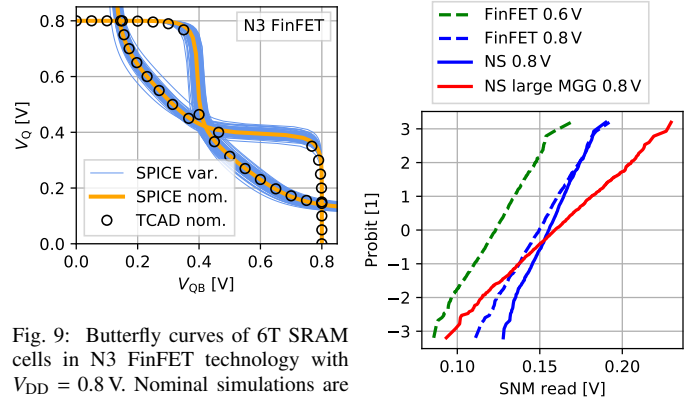 N3 FinFET
0.8
0.6
0.4
0.2
0.0
V_Q [V]
SPICE var.
SPICE nom.
TCAD nom.
0.0 0.2 0.4 0.6 0.8
V_QB [V]
Fig. 9: Butterfly curves of 6T SRAM
cells in N3 FinFET technology with
V_DD = 0.8 V. Nominal simulations are
FinFET 0.6 V
FinFET 0.8 V
NS 0.8 V
NS large MGG 0.8 V
3
2
1
0
−1
−2
−3
Probit [1]
0.10 0.15 0.20
SNM read [V]